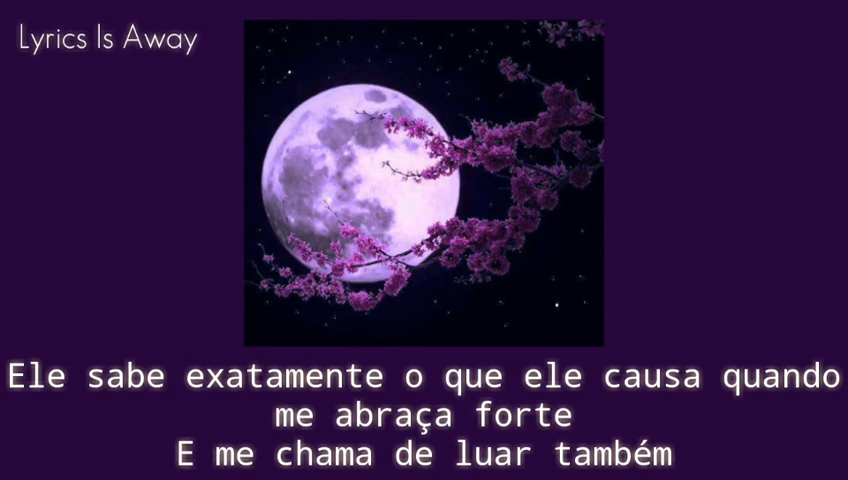 Lyrics Is Away
Ele sabe exatamente o que ele causa quando
me abraça forte
E me chama de luar também